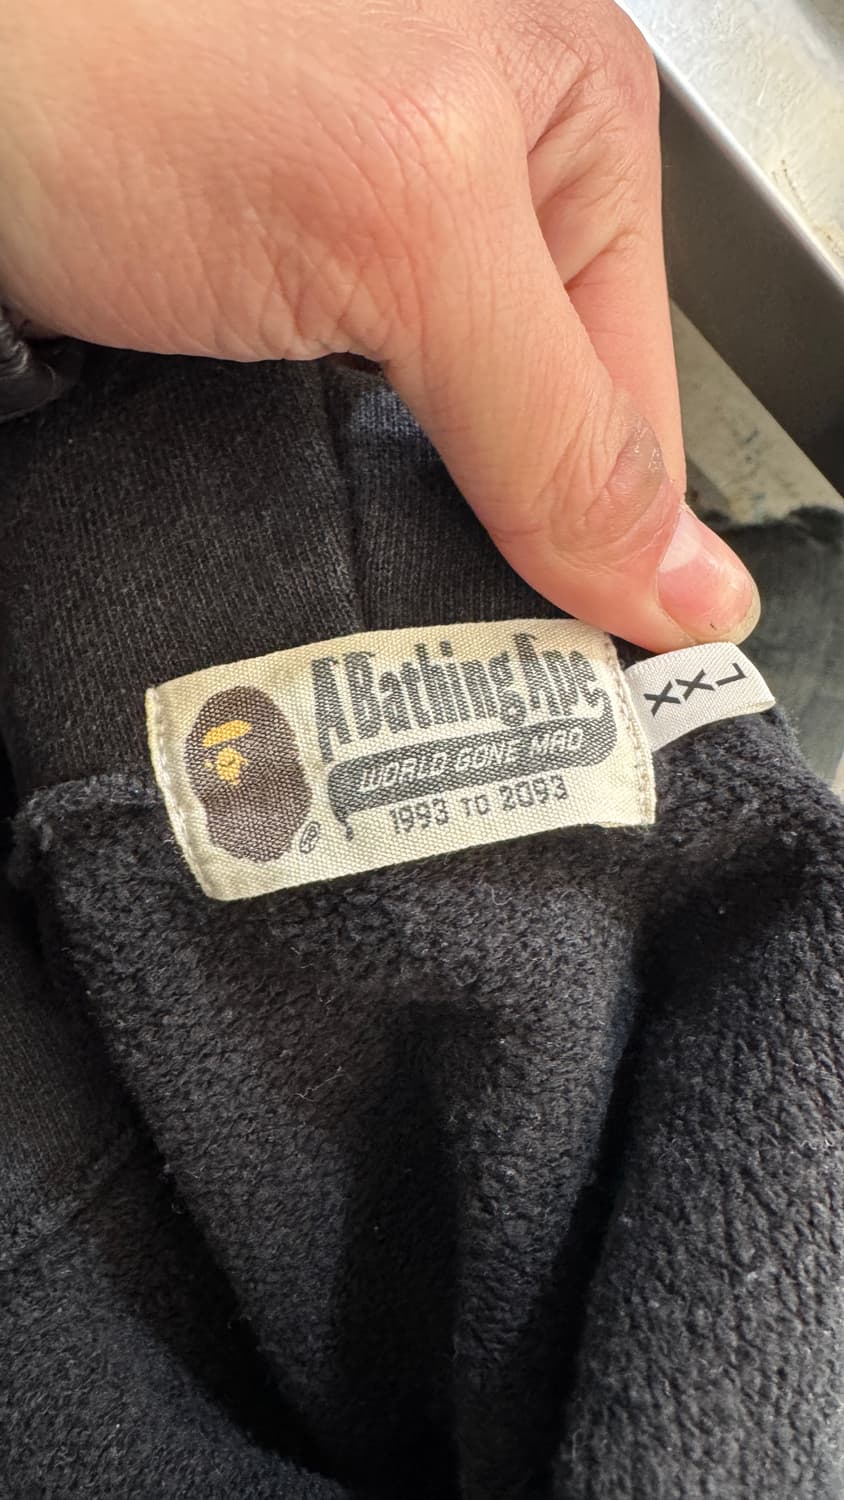 A Bathing Ape
WORLD GONE MAD
1993 TO 2093
®
XXL